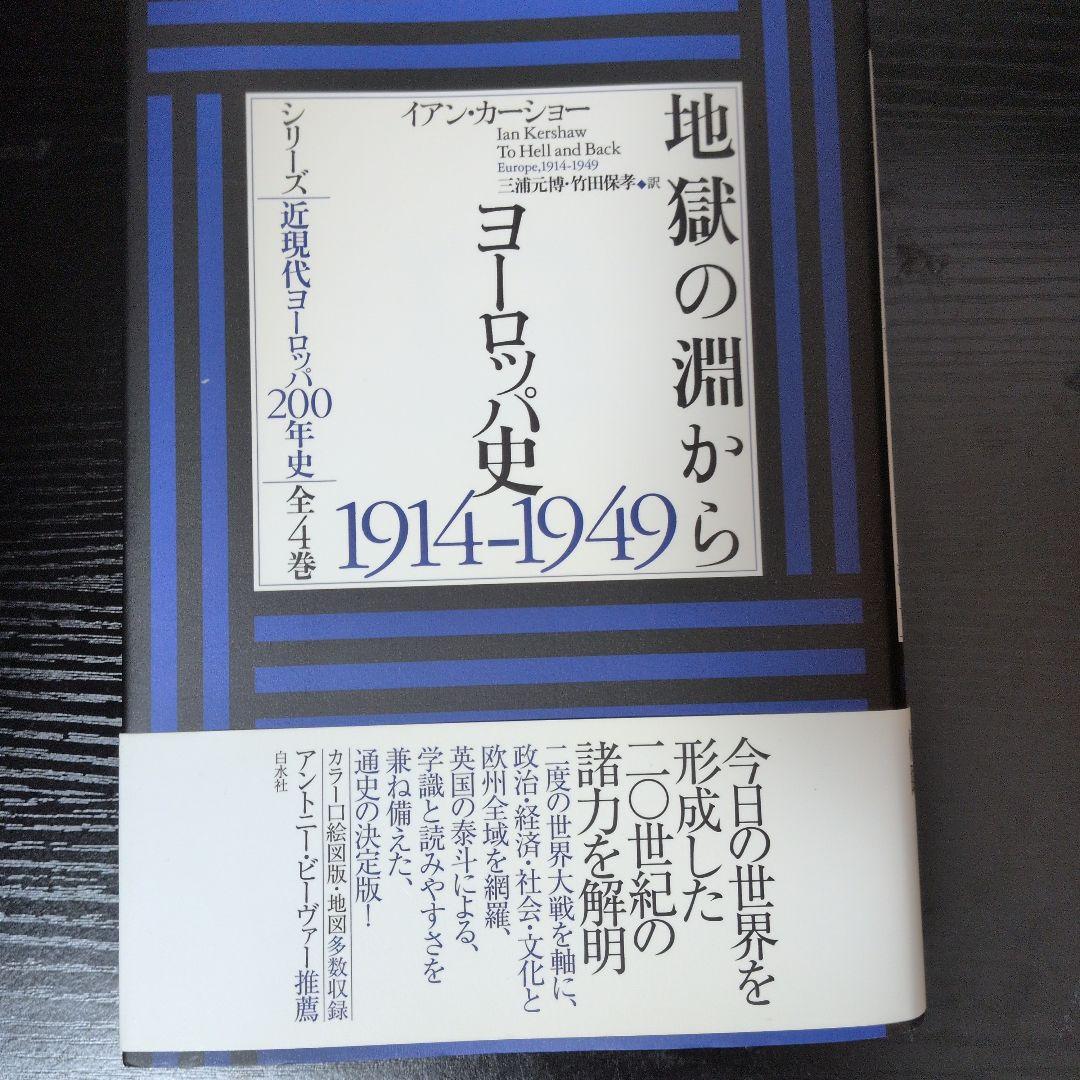 地獄の淵から
イアン・カーショー
Ian Kershaw
To Hell and Back
Europe,1914-1949
三浦元博・竹田保孝◆訳
ヨーロッパ史
1914-1949
シリーズ 近現代ヨーロッパ200年史 全4巻
今日の世界を
形成した
二〇世紀の
諸力を解明
二度の世界大戦を軸に、
政治・経済・社会・文化と
欧州全域を網羅、
英国の泰斗による、
学識と読みやすさを
兼ね備えた、
通史の決定版!
カラー口絵図版・地図多数収録
アントニー・ビーヴァー推薦
白水社